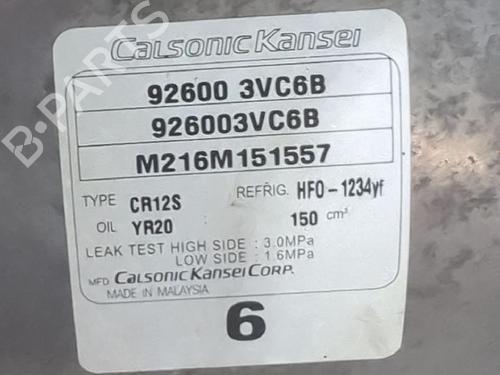 Calsonic Kansei
92600 3VC6B
926003VC6B
M216M151557
TYPE CR12S REFRIG. HFO-1234yf
OIL YR20 150 cm³
LEAK TEST HIGH SIDE : 3.0MPa
LOW SIDE : 1.6MPa
MFD Calsonic Kansei Corp.
MADE IN MALAYSIA
6
B-PARTS